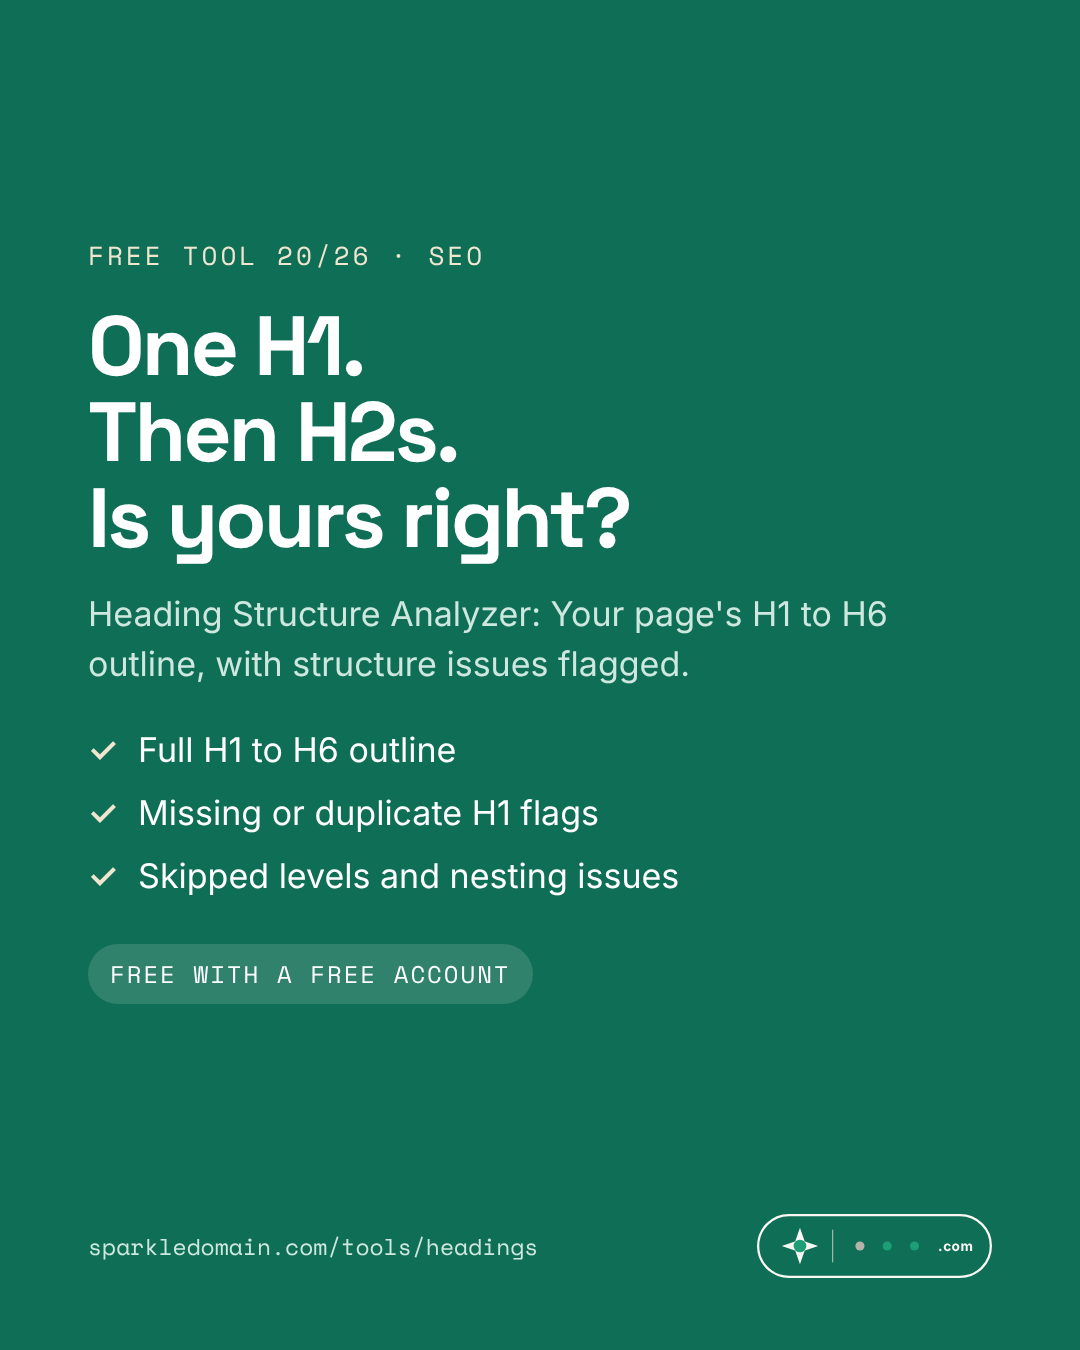 FREE TOOL 20/26 · SEO
One H1.
Then H2s.
Is yours right?
Heading Structure Analyzer: Your page's H1 to H6
outline, with structure issues flagged.
Full H1 to H6 outline
Missing or duplicate H1 flags
Skipped levels and nesting issues
FREE WITH A FREE ACCOUNT
sparkledomain.com/tools/headings
.com